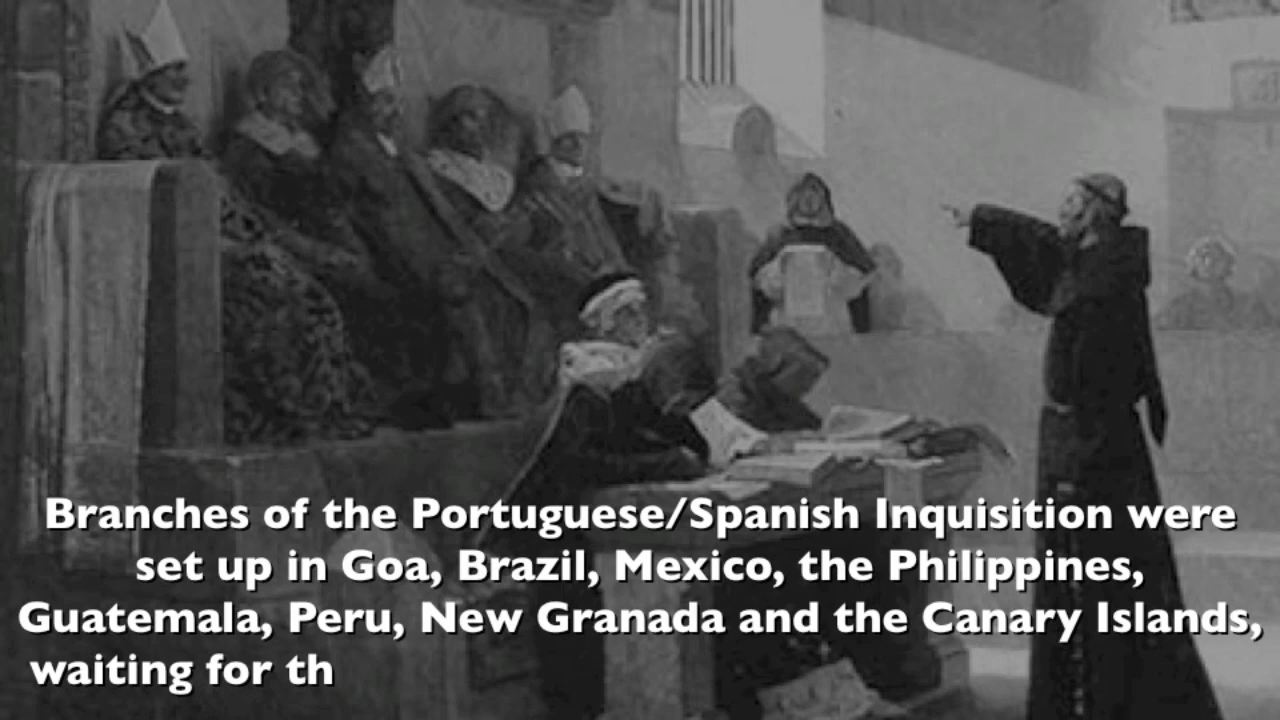 Branches of the Portuguese/Spanish Inquisition were
set up in Goa, Brazil, Mexico, the Philippines,
Guatemala, Peru, New Granada and the Canary Islands,
waiting for th